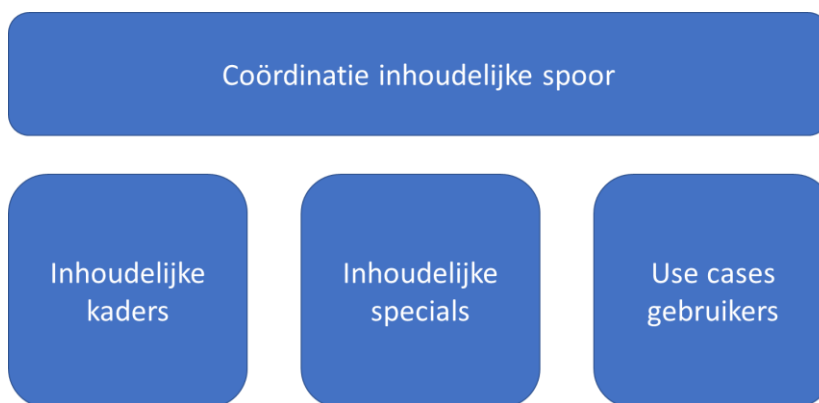 Coördinatie inhoudelijke spoor
Inhoudelijke
kaders
Inhoudelijke
specials
Use cases
gebruikers